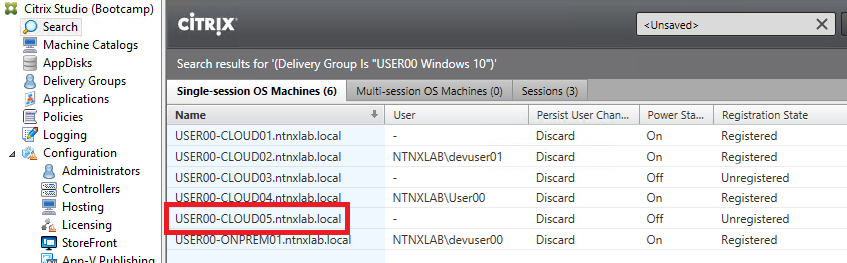 Citrix Studio (Bootcamp)
Search
Machine Catalogs
AppDisks
Delivery Groups
Applications
Policies
Logging
Configuration
Administrators
Controllers
Hosting
Licensing
StoreFront
App-V Publishing
CITRIX
<Unsaved>
Search results for '(Delivery Group Is "USER00 Windows 10")'
Single-session OS Machines (6) Multi-session OS Machines (0) Sessions (3)
Name User Persist User Chan... Power Sta... Registration State
USER00-CLOUD01.ntnxlab.local - Discard On Registered
USER00-CLOUD02.ntnxlab.local NTNXLAB\devuser01 Discard On Registered
USER00-CLOUD03.ntnxlab.local - Discard Off Unregistered
USER00-CLOUD04.ntnxlab.local NTNXLAB\User00 Discard On Registered
USER00-CLOUD05.ntnxlab.local - Discard Off Unregistered
USER00-ONPREM01.ntnxlab.local NTNXLAB\devuser00 Discard On Registered